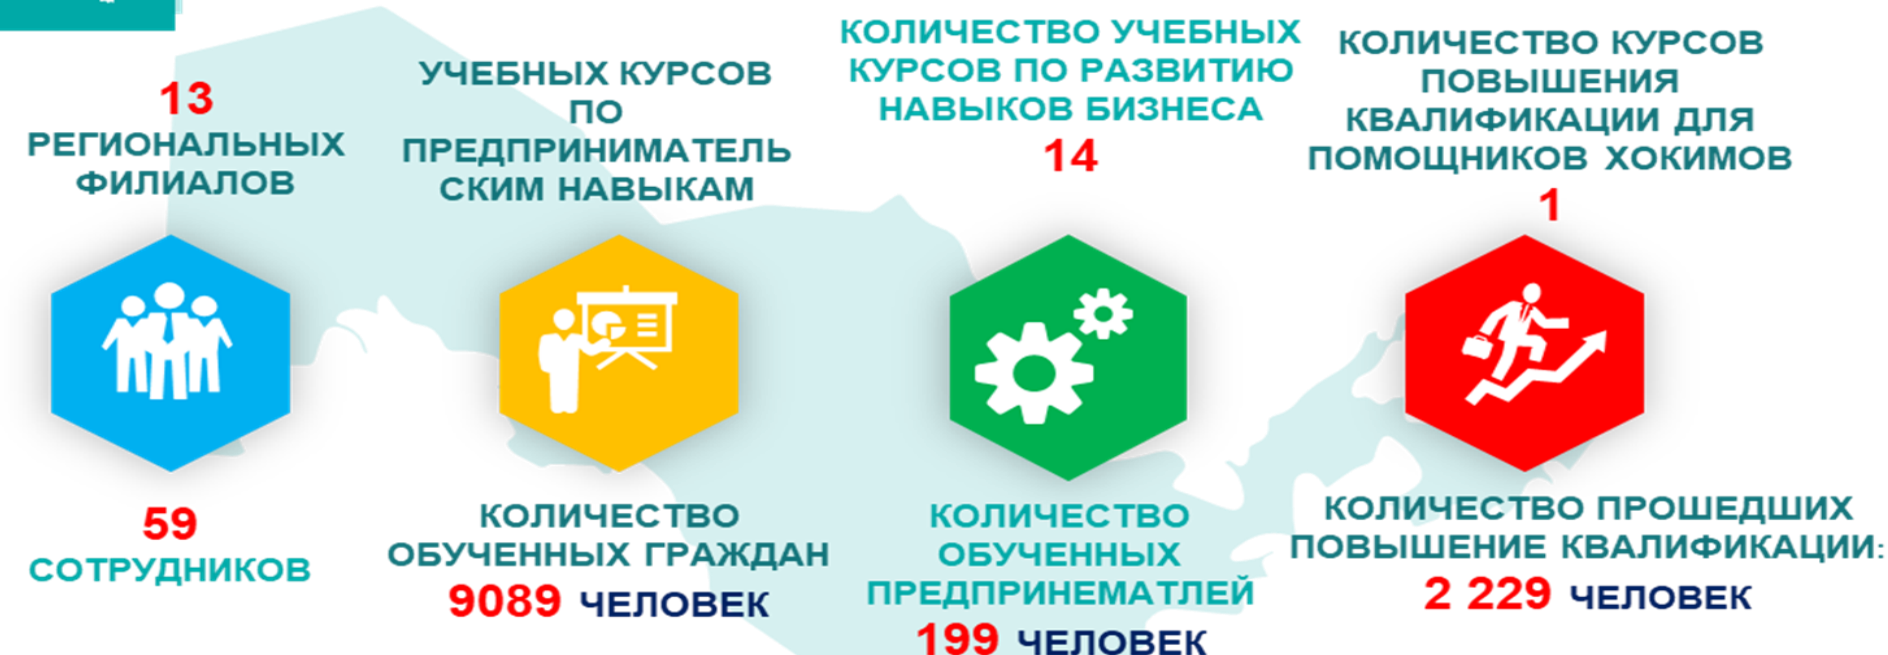 13
РЕГИОНАЛЬНЫХ
ФИЛИАЛОВ
59
СОТРУДНИКОВ
УЧЕБНЫХ КУРСОВ
ПО
ПРЕДПРИНИМАТЕЛЬ
СКИМ НАВЫКАМ
КОЛИЧЕСТВО
ОБУЧЕННЫХ ГРАЖДАН
9089 ЧЕЛОВЕК
КОЛИЧЕСТВО УЧЕБНЫХ
КУРСОВ ПО РАЗВИТИЮ
НАВЫКОВ БИЗНЕСА
14
КОЛИЧЕСТВО
ОБУЧЕННЫХ
ПРЕДПРИНЕМАТЛЕЙ
199 ЧЕЛОВЕК
КОЛИЧЕСТВО КУРСОВ
ПОВЫШЕНИЯ
КВАЛИФИКАЦИИ ДЛЯ
ПОМОЩНИКОВ ХОКИМОВ
1
КОЛИЧЕСТВО ПРОШЕДШИХ
ПОВЫШЕНИЕ КВАЛИФИКАЦИИ:
2 229 ЧЕЛОВЕК